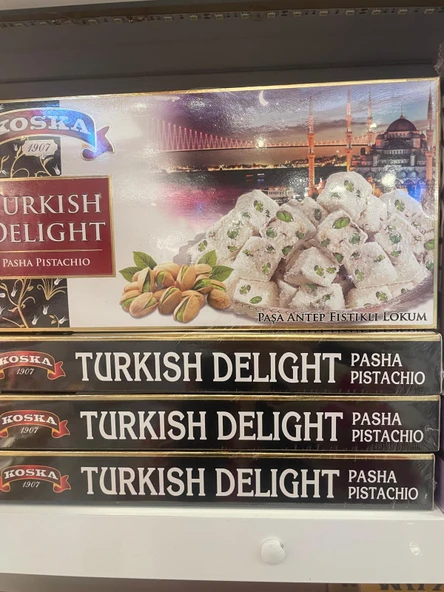 KOSKA
1907
TURKISH
DELIGHT
PASHA PISTACHIO
PAŞA ANTEP FISTIKLI LOKUM
KOSKA
1907
TURKISH DELIGHT
PASHA
PISTACHIO
KOSKA
1907
TURKISH DELIGHT
PASHA
PISTACHIO
KOSKA
1907
TURKISH DELIGHT
PASHA
PISTACHIO